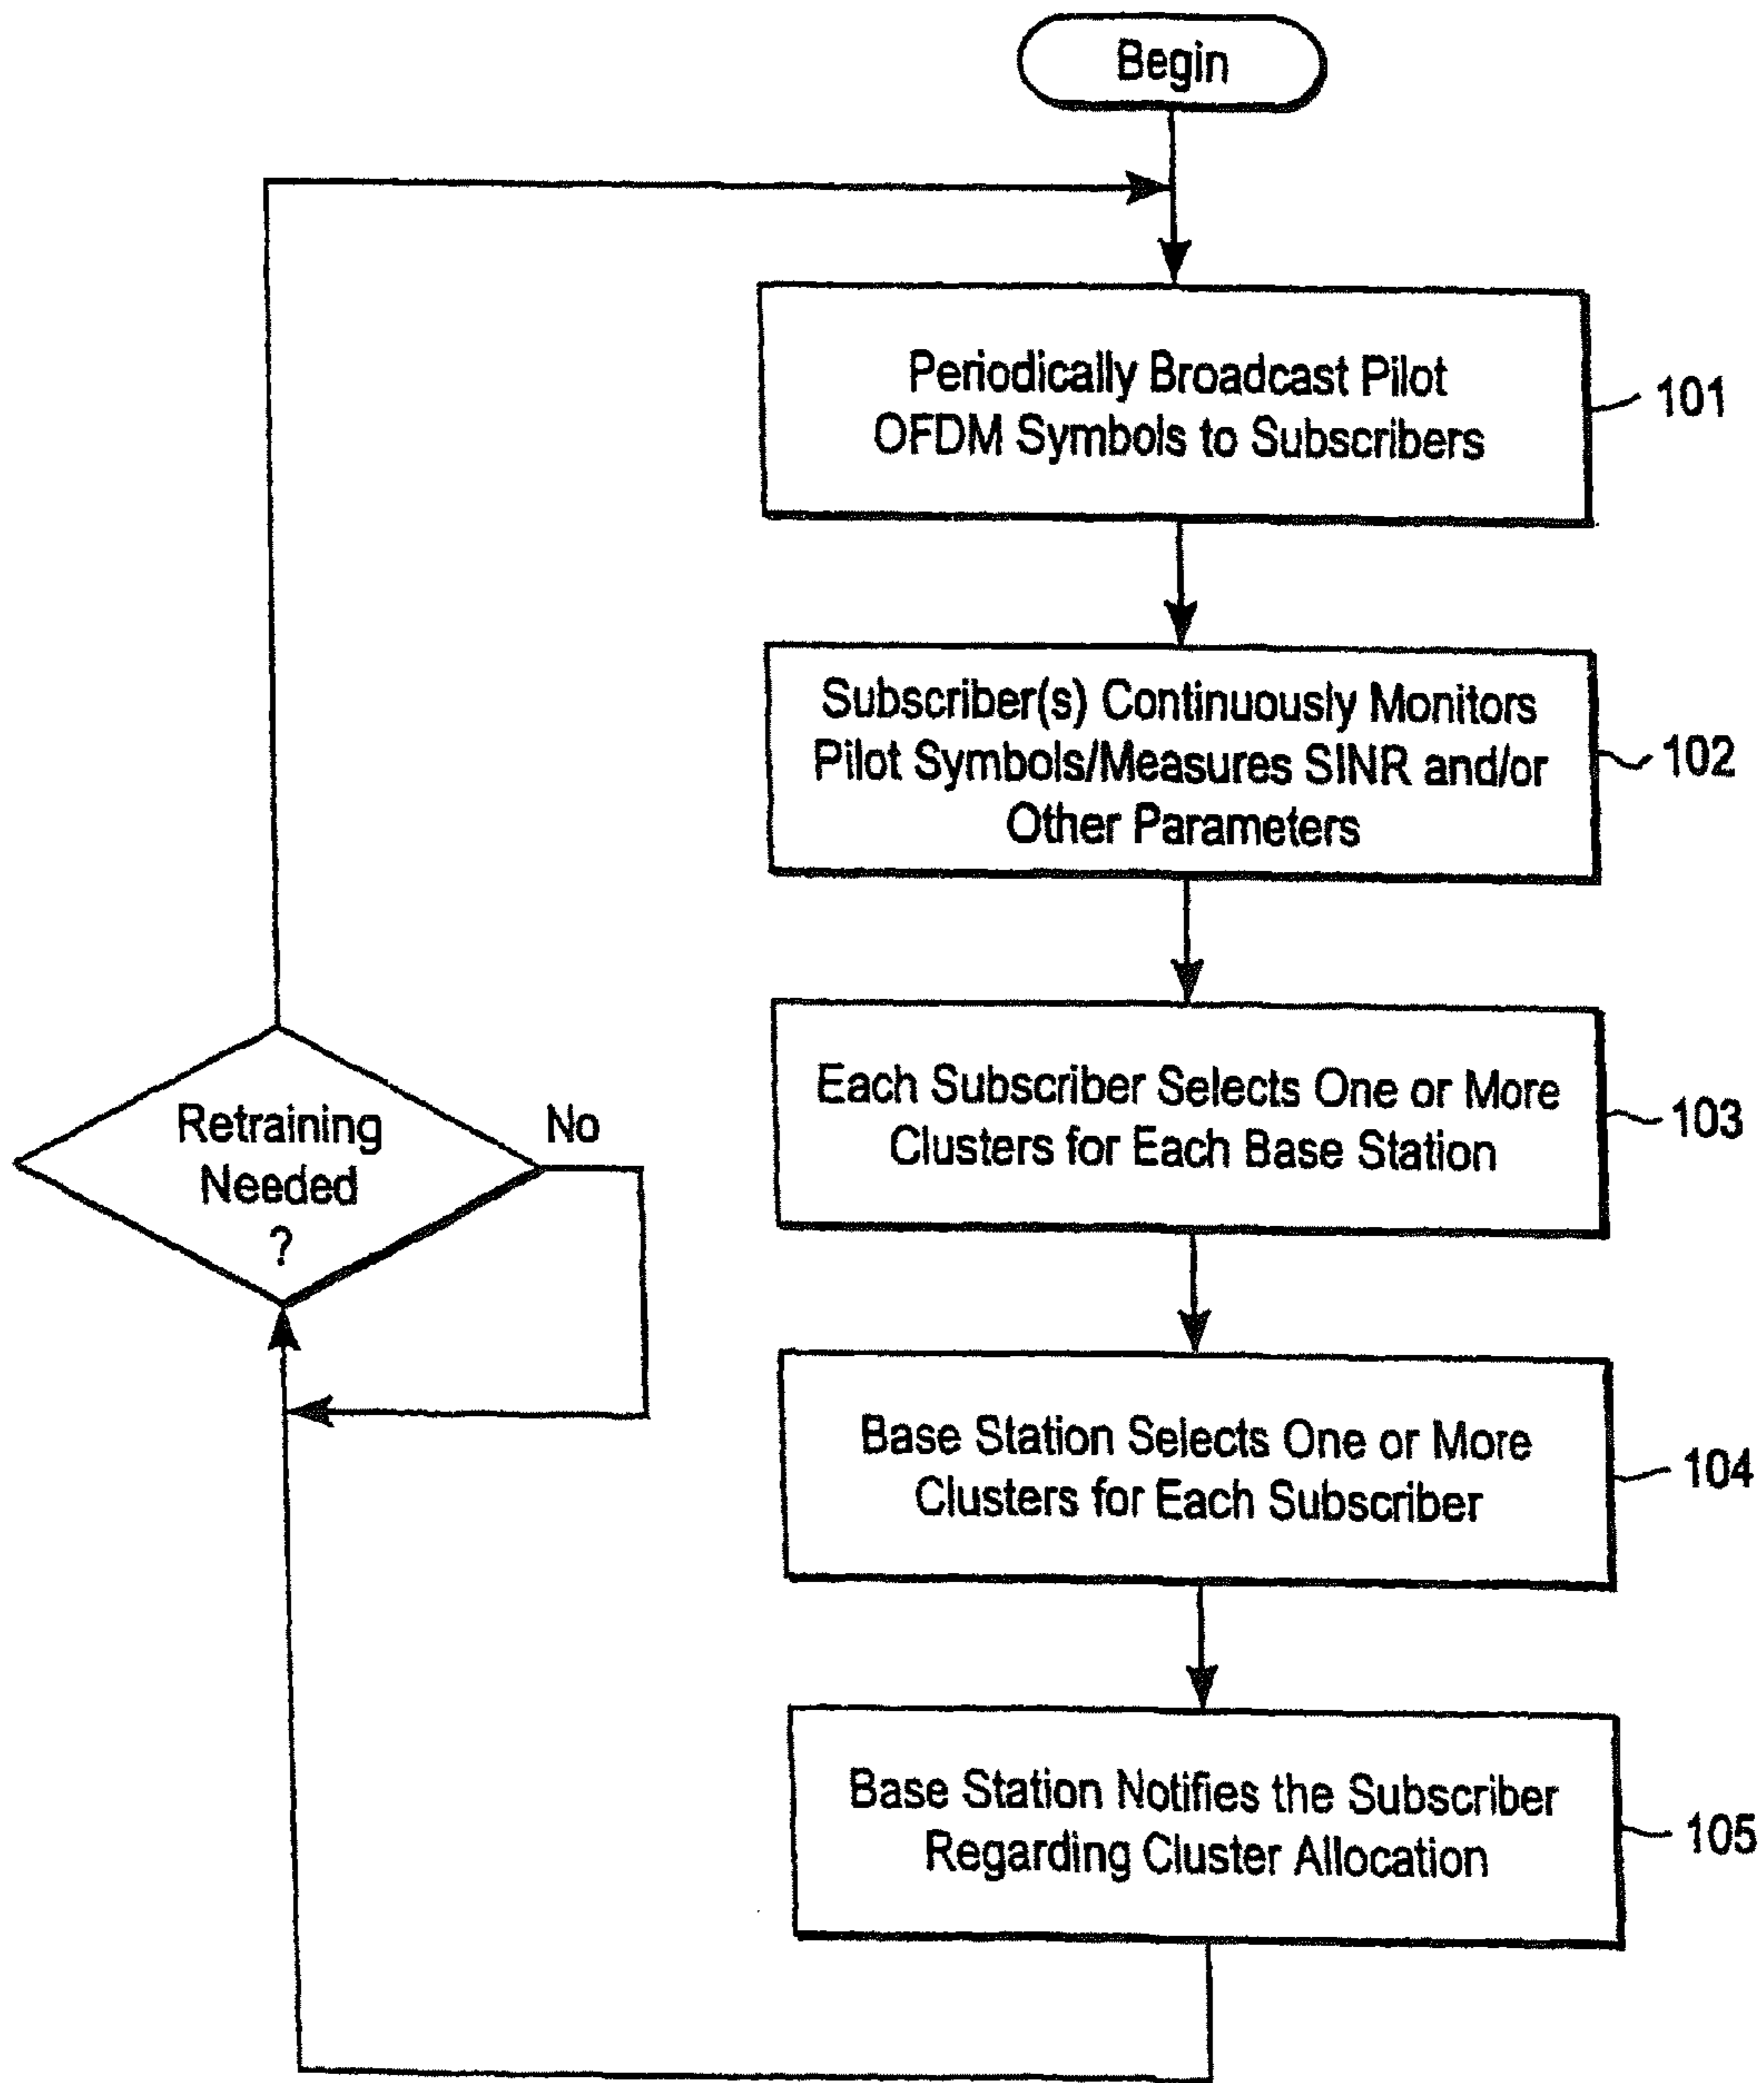 Begin
Periodically Broadcast Pilot
OFDM Symbols to Subscribers
101
Subscriber(s) Continuously Monitors
Pilot Symbols/Measures SINR and/or
Other Parameters
102
Each Subscriber Selects One or More
Clusters for Each Base Station
103
Retraining
Needed
?
No
Base Station Selects One or More
Clusters for Each Subscriber
104
Base Station Notifies the Subscriber
Regarding Cluster Allocation
105